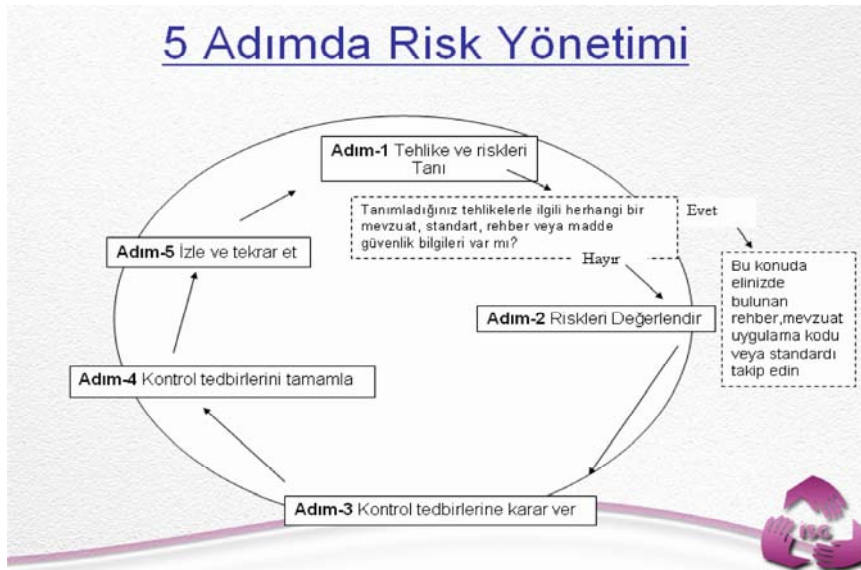 5 Adımda Risk Yönetimi
Adım-1 Tehlike ve riskleri
Tanı
Tanımladığınız tehlikelerle ilgili herhangi bir
mevzuat, standart, rehber veya madde
güvenlik bilgileri var mı?
Evet
Hayır
Bu konuda
elinizde
bulunan
rehber,mevzuat
uygulama kodu
veya standardı
takip edin
Adım-2 Riskleri Değerlendir
Adım-3 Kontrol tedbirlerine karar ver
Adım-4 Kontrol tedbirlerini tamamla
Adım-5 İzle ve tekrar et
İSG